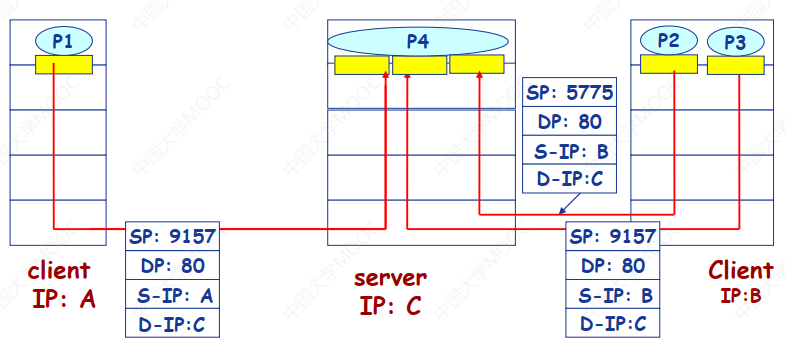 P1
P4
P2
P3
SP: 5775
DP: 80
S-IP: B
D-IP:C
SP: 9157
DP: 80
S-IP: A
D-IP:C
SP: 9157
DP: 80
S-IP: B
D-IP:C
client
IP: A
server
IP: C
Client
IP:B
中国大学MOOC